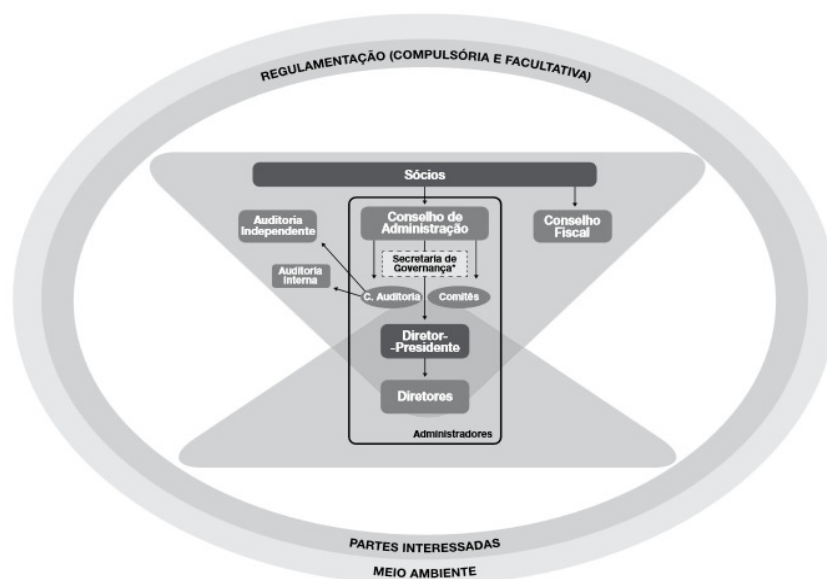 REGULAMENTAÇÃO (COMPULSÓRIA E FACULTATIVA)
Sócios
Auditoria
Independente
Conselho de
Administração
Conselho
Fiscal
Secretaria de
Governança*
Auditoria
Interna
C. Auditoria
Comitês
Diretor-
-Presidente
Diretores
Administradores
PARTES INTERESSADAS
MEIO AMBIENTE